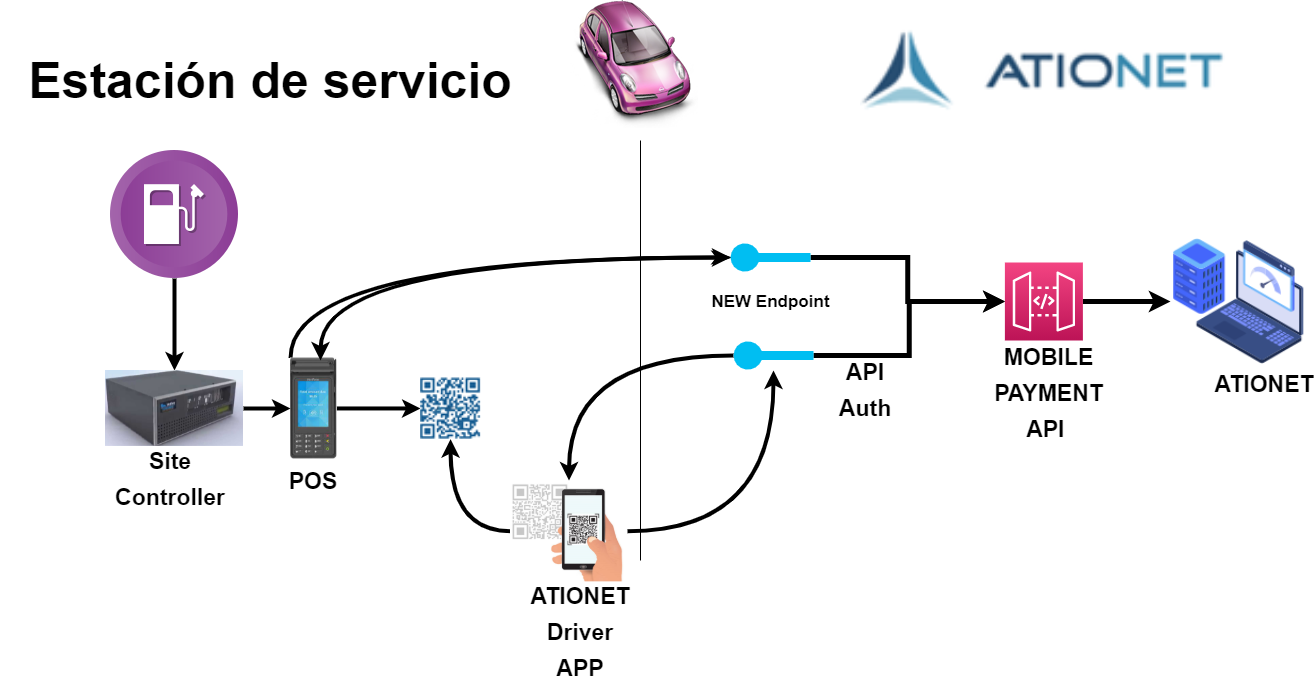 Estación de servicio
ATIONET
NEW Endpoint
API
Auth
MOBILE
PAYMENT
API
ATIONET
Site
Controller
POS
ATIONET
Driver
APP